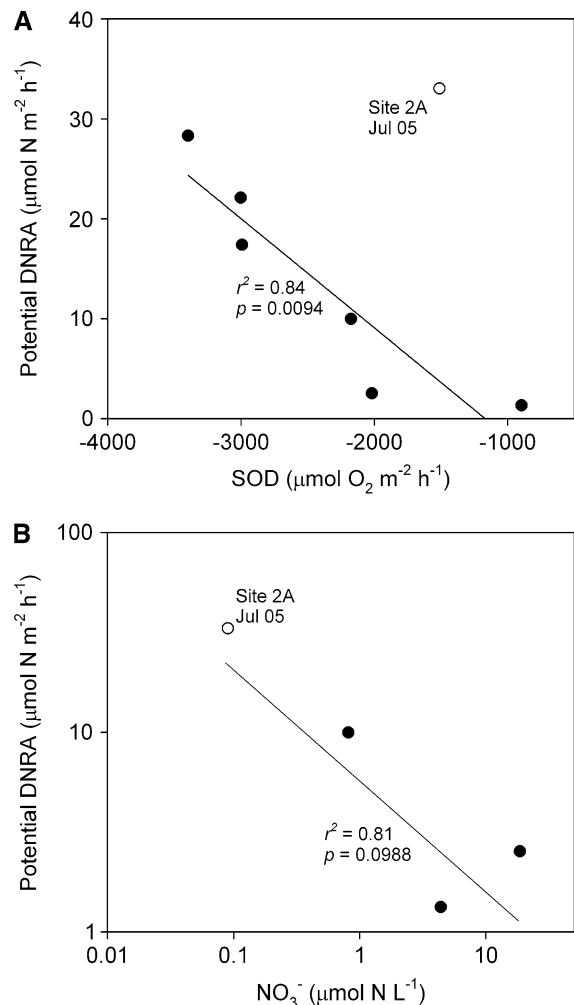 A
Potential DNRA (μmol N m⁻² h⁻¹)
40
30
20
10
0
Site 2A
Jul 05
r² = 0.84
p = 0.0094
-4000
-3000
-2000
-1000
SOD (μmol O₂ m⁻² h⁻¹)
B
Potential DNRA (μmol N m⁻² h⁻¹)
100
10
1
Site 2A
Jul 05
r² = 0.81
p = 0.0988
0.01
0.1
1
10
NO₃⁻ (μmol N L⁻¹)